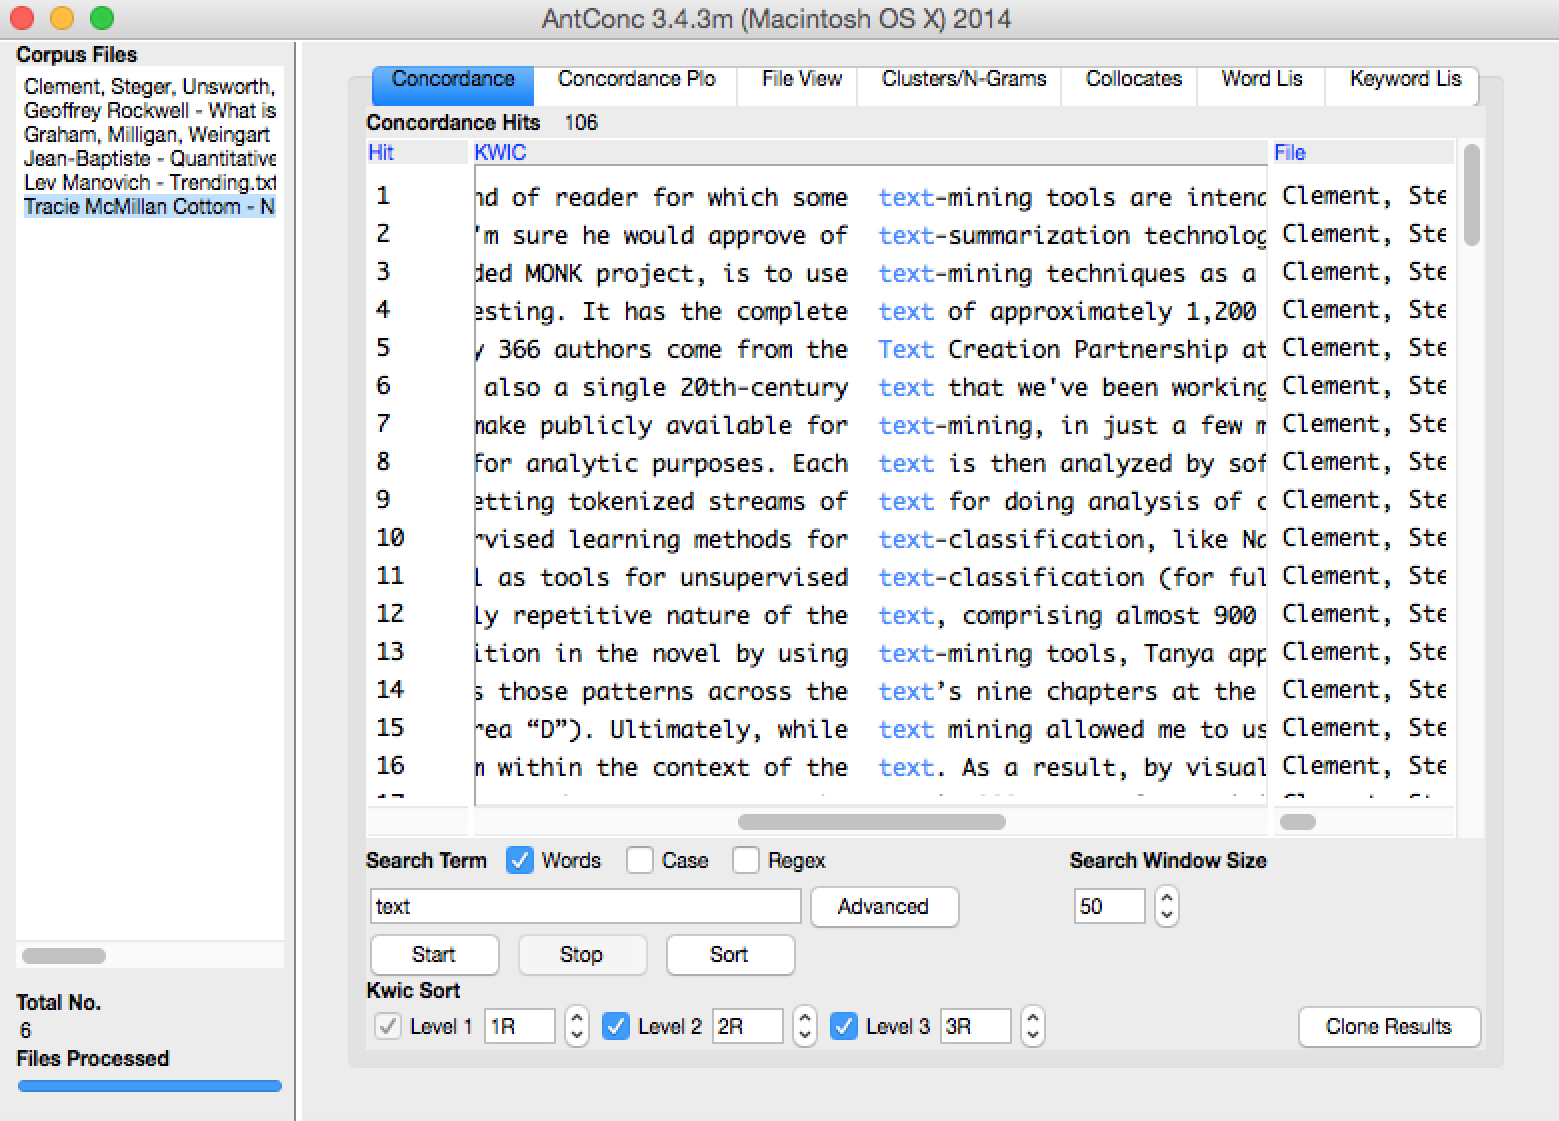 AntConc 3.4.3m (Macintosh OS X) 2014
Corpus Files
Clement, Steger, Unsworth,
Geoffrey Rockwell - What is
Graham, Milligan, Weingart
Jean-Baptiste - Quantitative
Lev Manovich - Trending.txt
Tracie McMillan Cottom - N
Total No.
6
Files Processed
Concordance Concordance Plo File View Clusters/N-Grams Collocates Word Lis Keyword Lis
Concordance Hits 106
Hit KWIC File
1 nd of reader for which some text-mining tools are intend Clement, Ste
2 'm sure he would approve of text-summarization technolog Clement, Ste
3 ded MONK project, is to use text-mining techniques as a Clement, Ste
4 esting. It has the complete text of approximately 1,200 Clement, Ste
5 y 366 authors come from the Text Creation Partnership at Clement, Ste
6 also a single 20th-century text that we've been working Clement, Ste
7 make publicly available for text-mining, in just a few m Clement, Ste
8 for analytic purposes. Each text is then analyzed by sof Clement, Ste
9 etting tokenized streams of text for doing analysis of c Clement, Ste
10 rvised learning methods for text-classification, like Na Clement, Ste
11 l as tools for unsupervised text-classification (for ful Clement, Ste
12 ly repetitive nature of the text, comprising almost 900 Clement, Ste
13 ition in the novel by using text-mining tools, Tanya app Clement, Ste
14 s those patterns across the text’s nine chapters at the Clement, Ste
15 rea “D”). Ultimately, while text mining allowed me to us Clement, Ste
16 m within the context of the text. As a result, by visual Clement, Ste
Search Term Words Case Regex Search Window Size
text Advanced 50
Start Stop Sort
Kwic Sort
Level 1 1R Level 2 2R Level 3 3R Clone Results